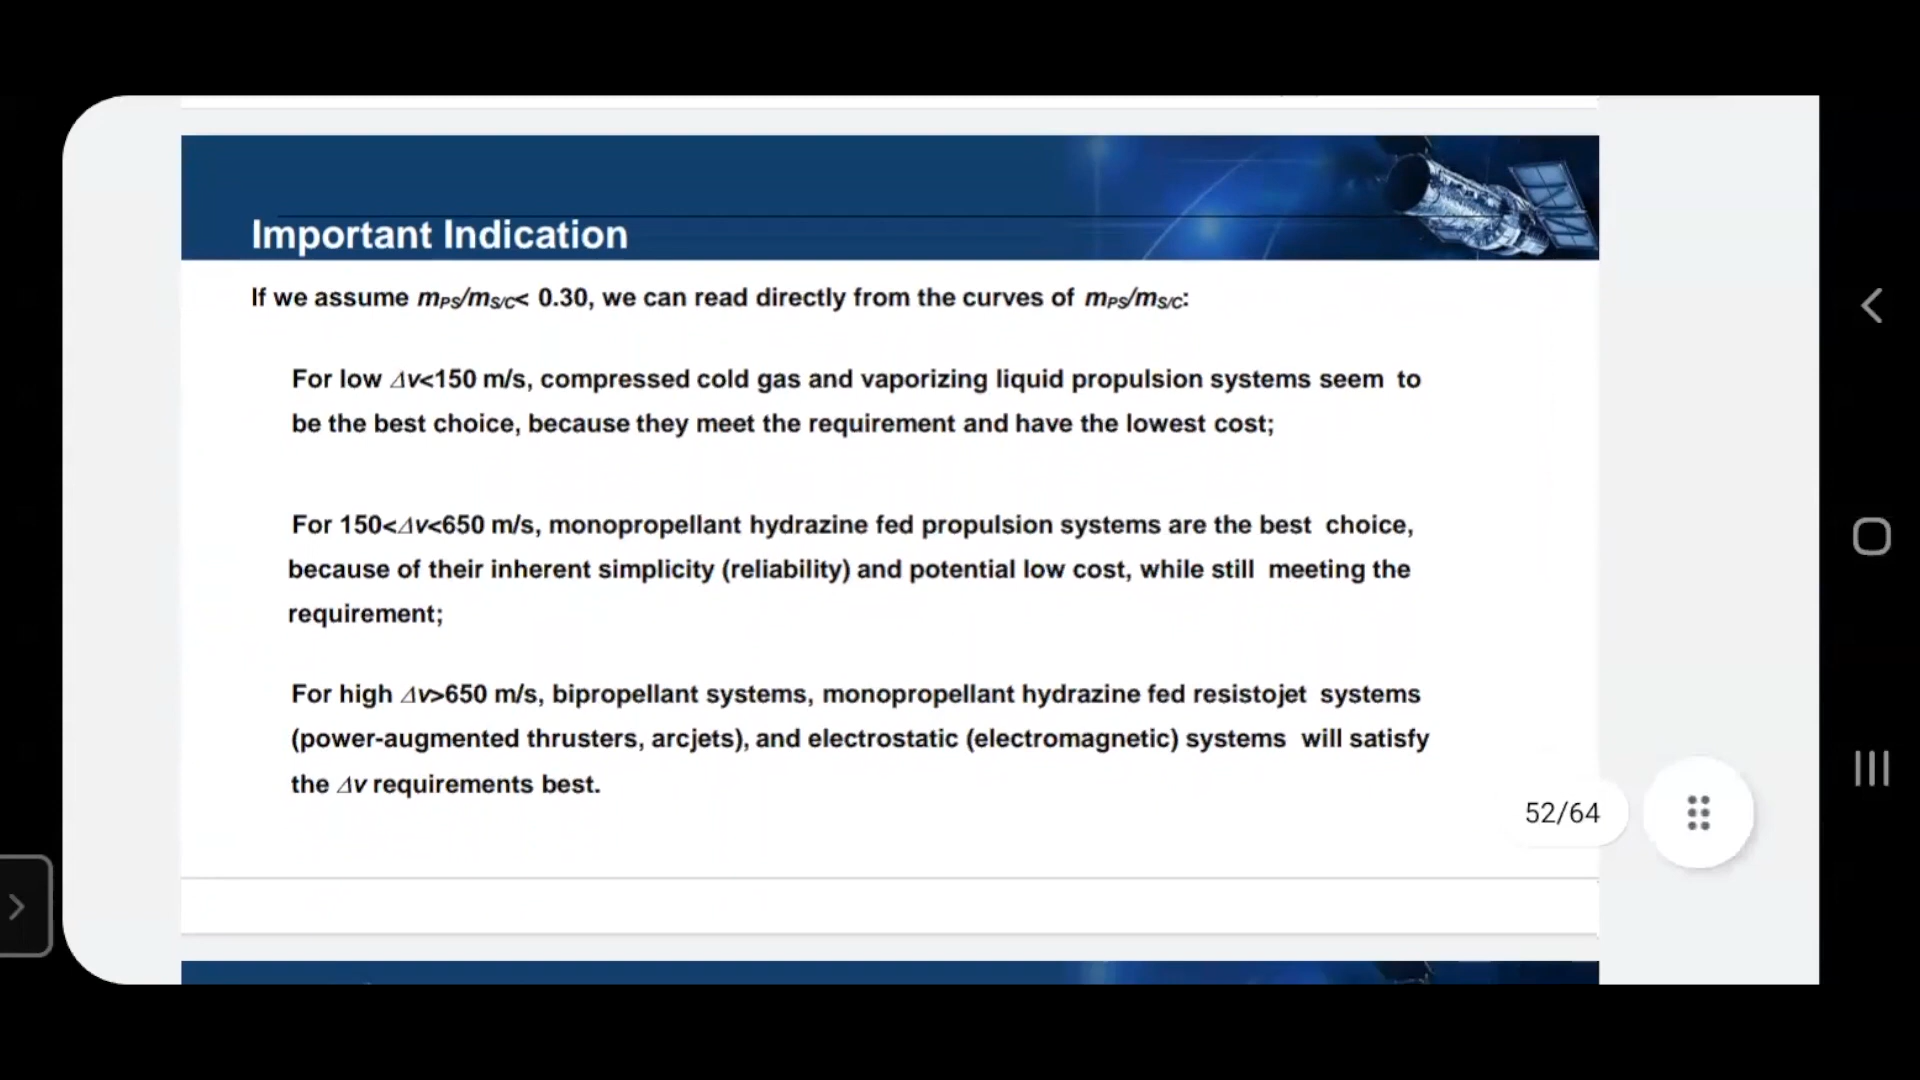 Important Indication
If we assume mPS/mS/C< 0.30, we can read directly from the curves of mPS/mS/C:
For low Δv<150 m/s, compressed cold gas and vaporizing liquid propulsion systems seem to
be the best choice, because they meet the requirement and have the lowest cost;
For 150<Δv<650 m/s, monopropellant hydrazine fed propulsion systems are the best choice,
because of their inherent simplicity (reliability) and potential low cost, while still meeting the
requirement;
For high Δv>650 m/s, bipropellant systems, monopropellant hydrazine fed resistojet systems
(power-augmented thrusters, arcjets), and electrostatic (electromagnetic) systems will satisfy
the Δv requirements best.
52/64